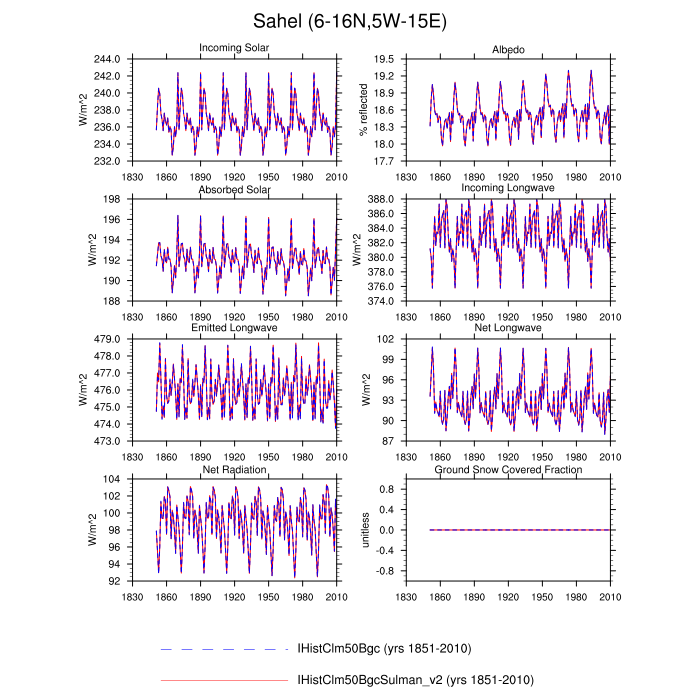 Sahel (6-16N,5W-15E)
Incoming Solar
Albedo
W/m^2
244.0
242.0
240.0
238.0
236.0
234.0
232.0
1830 1860 1890 1920 1950 1980 2010
% reflected
19.5
19.2
18.9
18.6
18.3
18.0
17.7
1830 1860 1890 1920 1950 1980 2010
Absorbed Solar
Incoming Longwave
W/m^2
198
196
194
192
190
188
1830 1860 1890 1920 1950 1980 2010
W/m^2
388.0
386.0
384.0
382.0
380.0
378.0
376.0
374.0
1830 1860 1890 1920 1950 1980 2010
Emitted Longwave
Net Longwave
W/m^2
479.0
478.0
477.0
476.0
475.0
474.0
473.0
1830 1860 1890 1920 1950 1980 2010
W/m^2
102
99
96
93
90
87
1830 1860 1890 1920 1950 1980 2010
Net Radiation
Ground Snow Covered Fraction
W/m^2
104
102
100
98
96
94
92
1830 1860 1890 1920 1950 1980 2010
unitless
0.8
0.4
0.0
-0.4
-0.8
1830 1860 1890 1920 1950 1980 2010
IHistClm50Bgc (yrs 1851-2010)
IHistClm50BgcSulman_v2 (yrs 1851-2010)